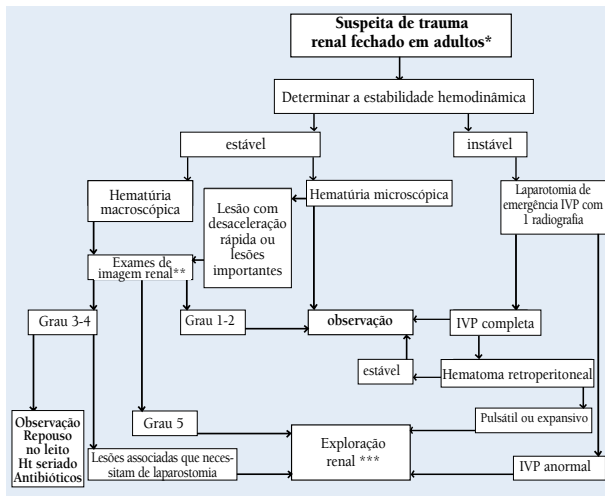 Suspeita de trauma
renal fechado em adultos*
Determinar a estabilidade hemodinâmica
estável
instável
Hematúria
macroscópica
Lesão com
desaceleração
rápida ou
lesões
importantes
Hematúria microscópica
Laparotomia de
emergência IVP com
1 radiografia
Exames de
imagem renal**
Grau 3-4
Grau 1-2
observação
IVP completa
estável
Hematoma retroperitoneal
Observação
Repouso
no leito
Ht seriado
Antibióticos
Grau 5
Pulsátil ou expansivo
Lesões associadas que neces-
sitam de laparostomia
Exploração
renal ***
IVP anormal